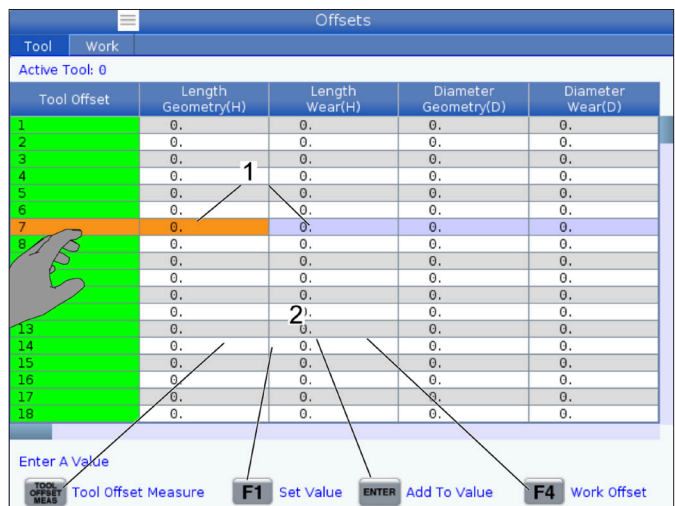 Offsets
Tool Work
Active Tool: 0
Tool Offset Length Geometry(H) Length Wear(H) Diameter Geometry(D) Diameter Wear(D)
1 0. 0. 0. 0.
2 0. 0. 0. 0.
3 0. 0. 0. 0.
4 0. 0. 0. 0.
1
5 0. 0. 0. 0.
6 0. 0. 0. 0.
7 0. 0. 0. 0.
8 0. 0. 0. 0.
0. 0. 0. 0.
0. 0. 0. 0.
0. 0. 0. 0.
0. 0. 0. 0.
2
13 0. 0. 0. 0.
14 0. 0. 0. 0.
15 0. 0. 0. 0.
16 0. 0. 0. 0.
17 0. 0. 0. 0.
18 0. 0. 0. 0.
Enter A Value
TOOL OFFSET MEAS Tool Offset Measure F1 Set Value ENTER Add To Value F4 Work Offset